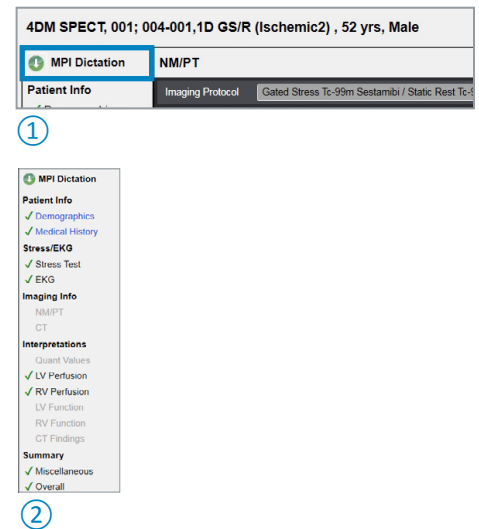 4DM SPECT, 001; 004-001,1D GS/R (Ischemic2) , 52 yrs, Male
MPI Dictation NM/PT
Patient Info Imaging Protocol Gated Stress Tc-99m Sestamibi / Static Rest
1
MPI Dictation
Patient Info
Demographics
Medical History
Stress/EKG
Stress Test
EKG
Imaging Info
NM/PT
CT
Interpretations
Quant Values
LV Perfusion
RV Perfusion
LV Function
RV Function
CT Findings
Summary
Miscellaneous
Overall
2